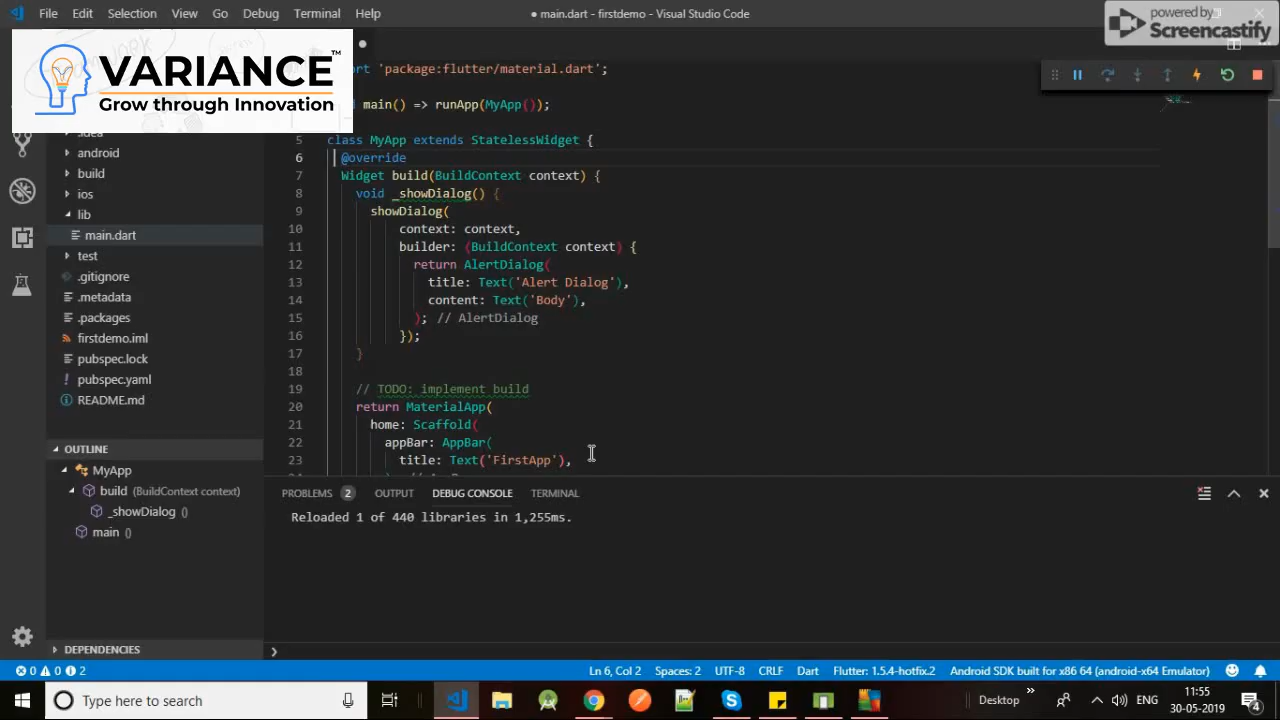 File Edit Selection View Go Debug Terminal Help
● main.dart - firstdemo - Visual Studio Code
powered by
Screencastify
VARIANCE™
Grow through Innovation
'package:flutter/material.dart';
main() => runApp(MyApp());
5 class MyApp extends StatelessWidget {
6 @override
7 Widget build(BuildContext context) {
8 void _showDialog() {
9 showDialog(
10 context: context,
11 builder: (BuildContext context) {
12 return AlertDialog(
13 title: Text('Alert Dialog'),
14 content: Text('Body'),
15 ); // AlertDialog
16 });
17 }
18
19 // TODO: implement build
20 return MaterialApp(
21 home: Scaffold(
22 appBar: AppBar(
23 title: Text('FirstApp'),
.idea
android
build
ios
lib
main.dart
test
.gitignore
.metadata
.packages
firstdemo.iml
pubspec.lock
pubspec.yaml
README.md
OUTLINE
MyApp
build (BuildContext context)
_showDialog ()
main ()
DEPENDENCIES
PROBLEMS 2 OUTPUT DEBUG CONSOLE TERMINAL
Reloaded 1 of 440 libraries in 1,255ms.
0 0 2
Ln 6, Col 2 Spaces: 2 UTF-8 CRLF Dart Flutter: 1.5.4-hotfix.2 Android SDK built for x86 64 (android-x64 Emulator)
Type here to search
Desktop
ENG
11:55
30-05-2019
4